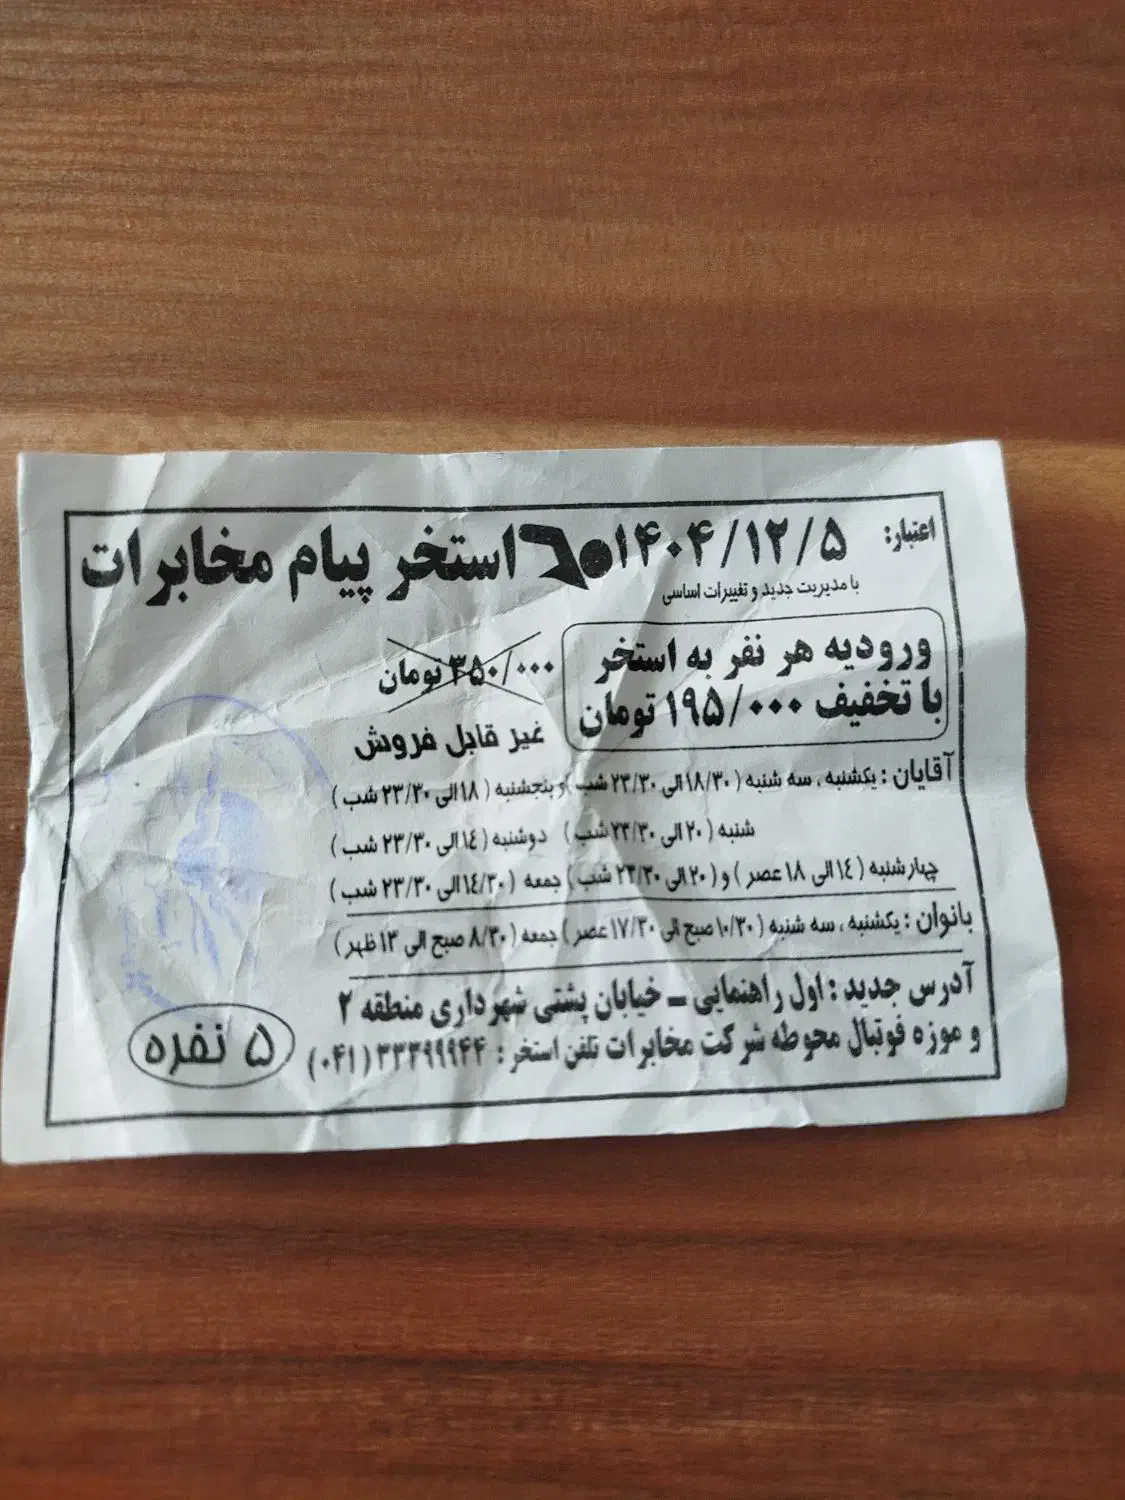 اعتبار: ۱۴۰۴/۱۲/۵
استخر پیام مخابرات
با مدیریت جدید و تغییرات اساسی
ورودیه هر نفر به استخر
با تخفیف ۱۹۵/۰۰۰ تومان
۳۵۰/۰۰۰ تومان
غیر قابل فروش
آقایان : یکشنبه ، سه شنبه ( ۱۸/۳۰ الی ۲۳/۳۰ شب ) و پنجشنبه ( ۱۸ الی ۲۳/۳۰ شب )
شنبه ( ۲۰ الی ۲۳/۳۰ شب ) دوشنبه ( ۱۴ الی ۲۳/۳۰ شب )
چهارشنبه ( ۱۴ الی ۱۸ عصر ) و ( ۲۰ الی ۲۳/۳۰ شب ) جمعه ( ۱۴/۳۰ الی ۲۳/۳۰ شب )
بانوان : یکشنبه ، سه شنبه ( ۱۰/۳۰ صبح الی ۱۷/۳۰ عصر ) جمعه ( ۸/۳۰ صبح الی ۱۳ ظهر )
آدرس جدید : اول راهنمایی - خیابان پشتی شهرداری منطقه ۲
و موزه فوتبال محوطه شرکت مخابرات تلفن استخر : ۳۳۳۹۹۹۴۴ (۰۴۱)
۵ نفره